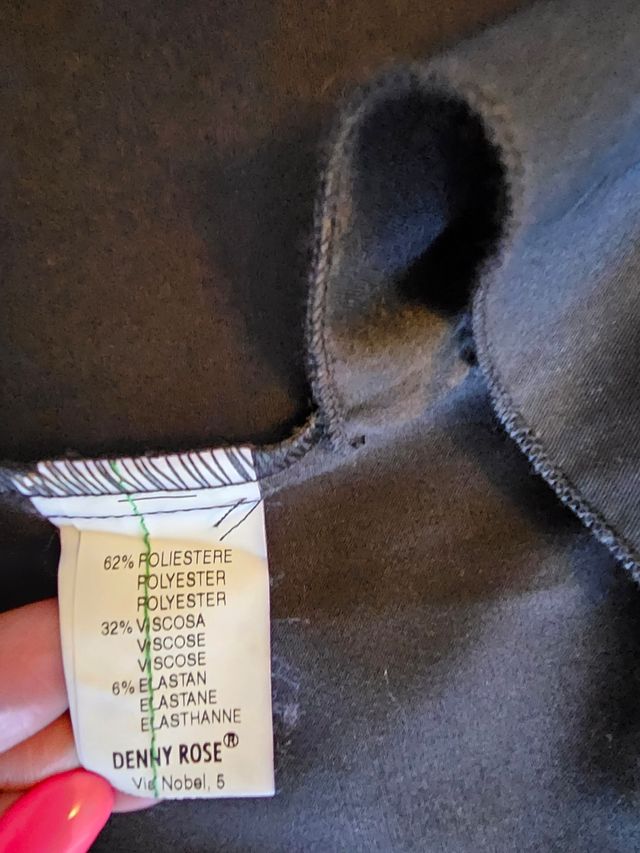 62% POLIESTERE
POLYESTER
POLYESTER
32% VISCOSA
VISCOSE
VISCOSE
6% ELASTAN
ELASTANE
ELASTHANNE
DENNY ROSE®
Via Nobel, 5